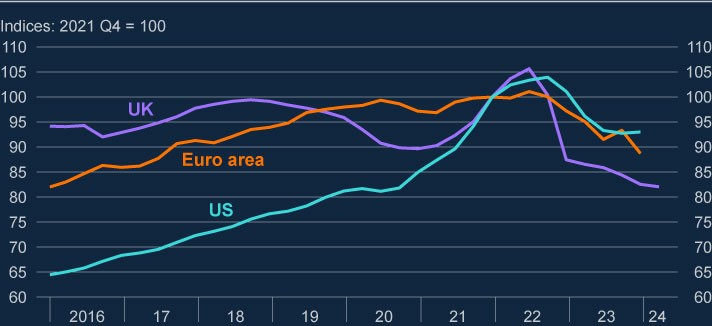 Indices: 2021 Q4 = 100
110 110
105 105
100 100
95 95
UK
90 90
Euro area
85 85
80 80
US
75 75
70 70
65 65
60 60
2016 17 18 19 20 21 22 23 24